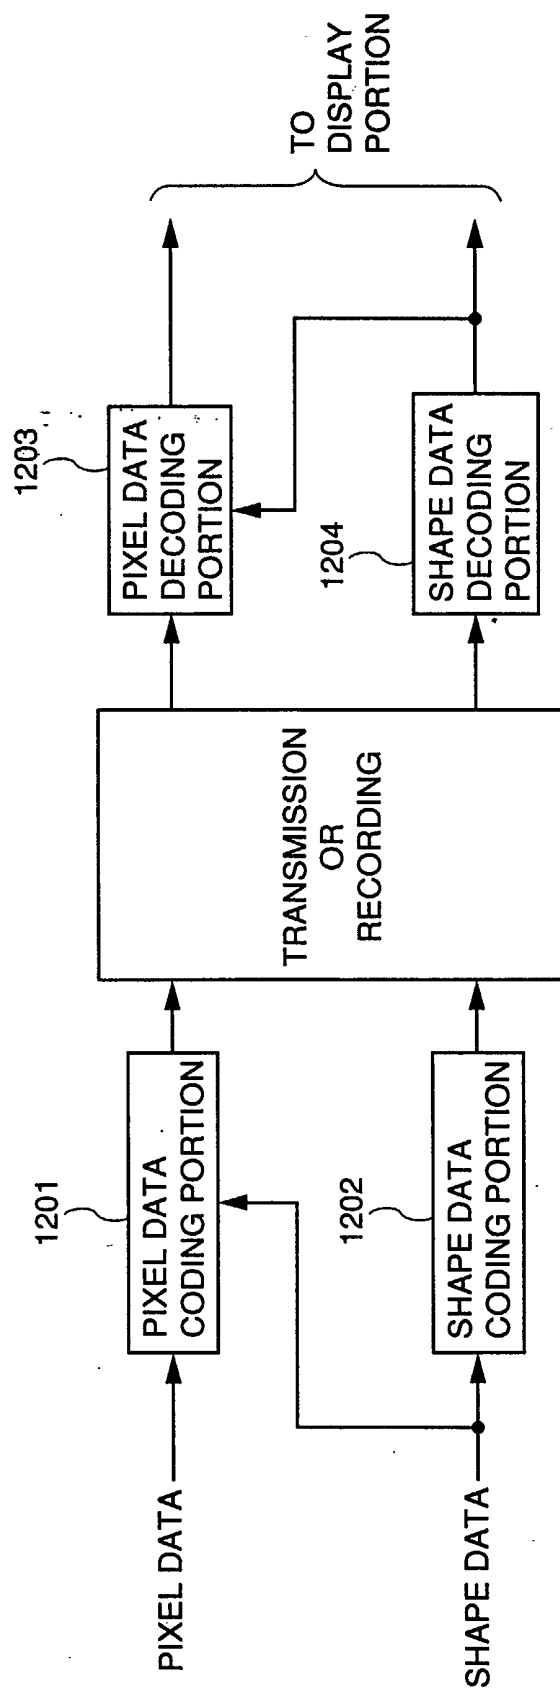 PIXEL DATA
SHAPE DATA
1201
PIXEL DATA
CODING PORTION
1202
SHAPE DATA
CODING PORTION
TRANSMISSION
OR
RECORDING
1203
PIXEL DATA
DECODING
PORTION
1204
SHAPE DATA
DECODING
PORTION
TO
DISPLAY
PORTION